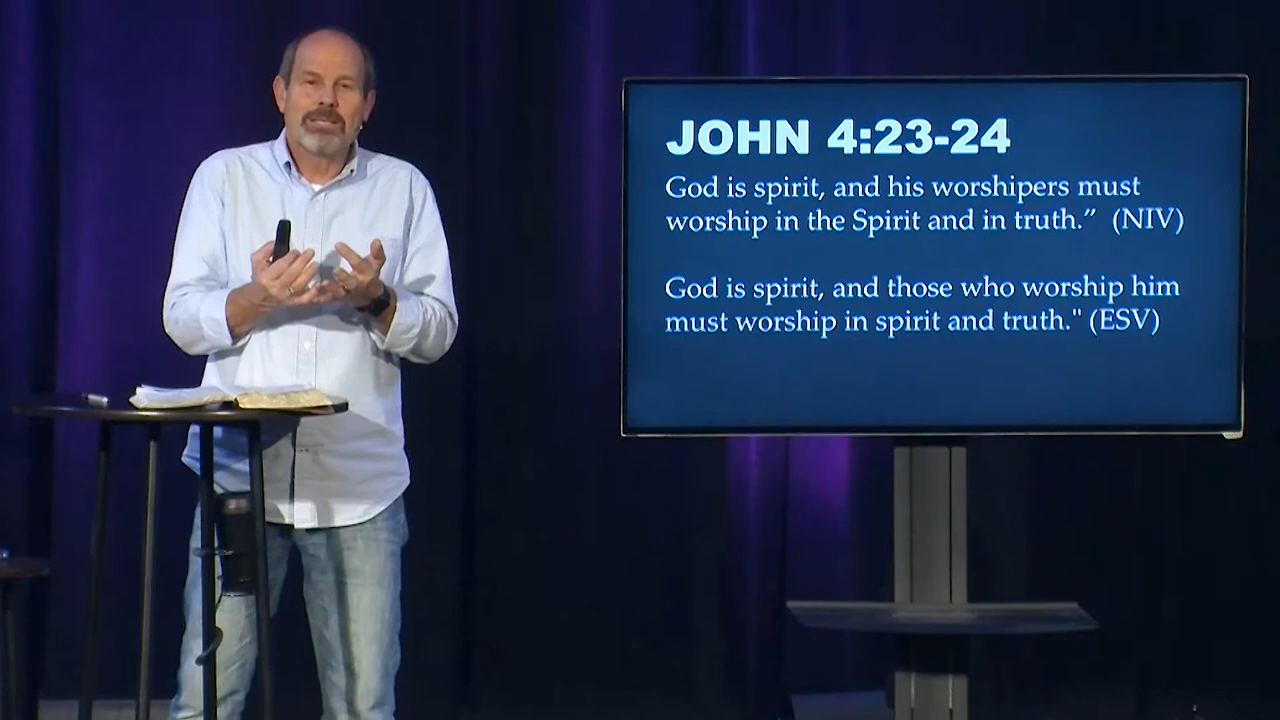 JOHN 4:23-24
God is spirit, and his worshipers must
worship in the Spirit and in truth.” (NIV)
God is spirit, and those who worship him
must worship in spirit and truth." (ESV)